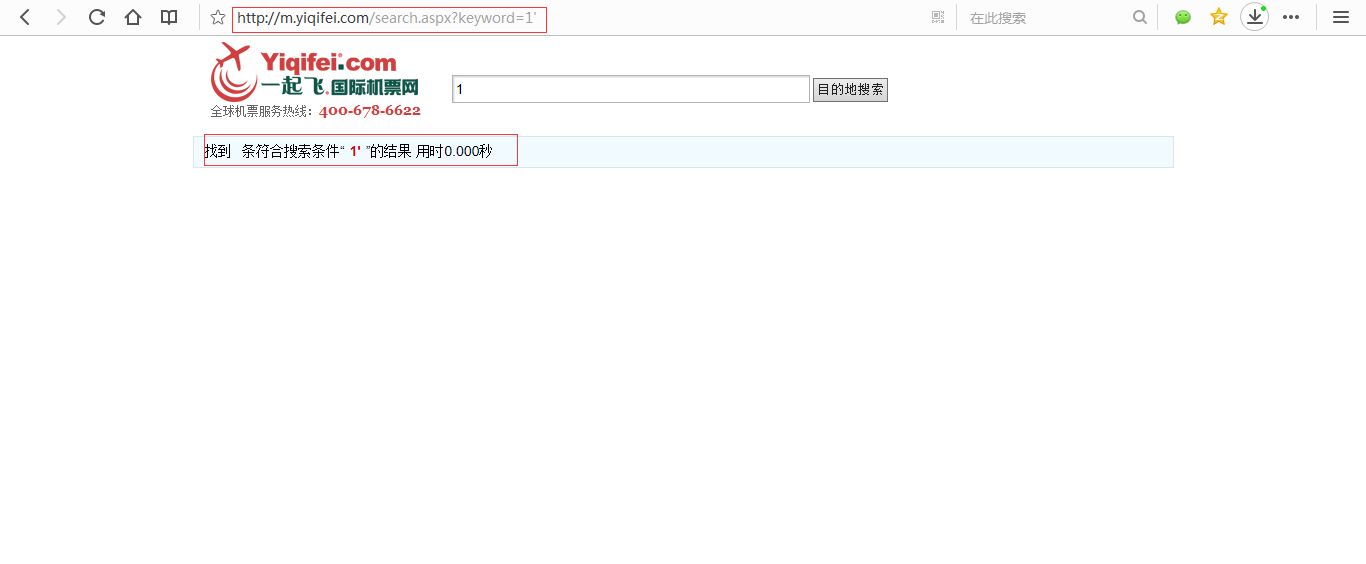 http://m.yiqifei.com/search.aspx?keyword=1'
在此搜索
Yiqifei.com
一起飞.国际机票网
全球机票服务热线：400-678-6622
1
目的地搜索
找到 条符合搜索条件“ 1' ”的结果 用时0.000秒